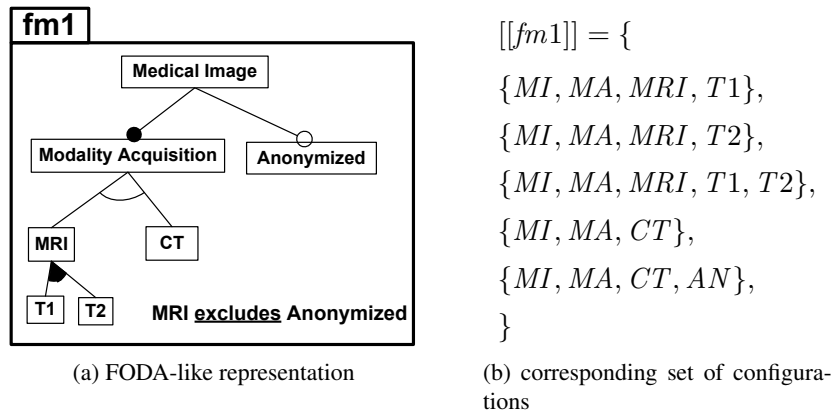 fm1
Medical Image
Modality Acquisition
Anonymized
MRI
CT
T1
T2
MRI excludes Anonymized
(a) FODA-like representation
[[fm1]] = {
{MI, MA, MRI, T1},
{MI, MA, MRI, T2},
{MI, MA, MRI, T1, T2},
{MI, MA, CT},
{MI, MA, CT, AN},
}
(b) corresponding set of configura-
tions